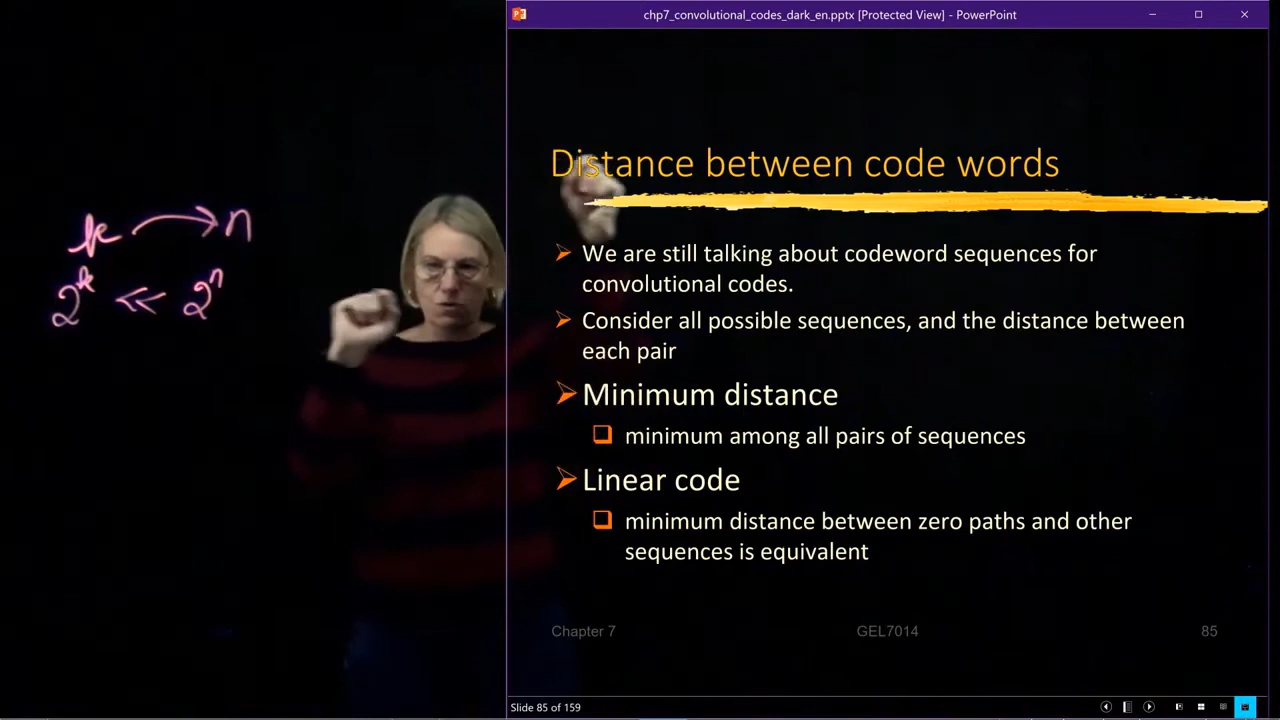 chp7_convolutional_codes_dark_en.pptx [Protected View] - PowerPoint
k → n
2^k << 2^n
Distance between code words
We are still talking about codeword sequences for
convolutional codes.
Consider all possible sequences, and the distance between
each pair
Minimum distance
minimum among all pairs of sequences
Linear code
minimum distance between zero paths and other
sequences is equivalent
Chapter 7
GEL7014
85
Slide 85 of 159